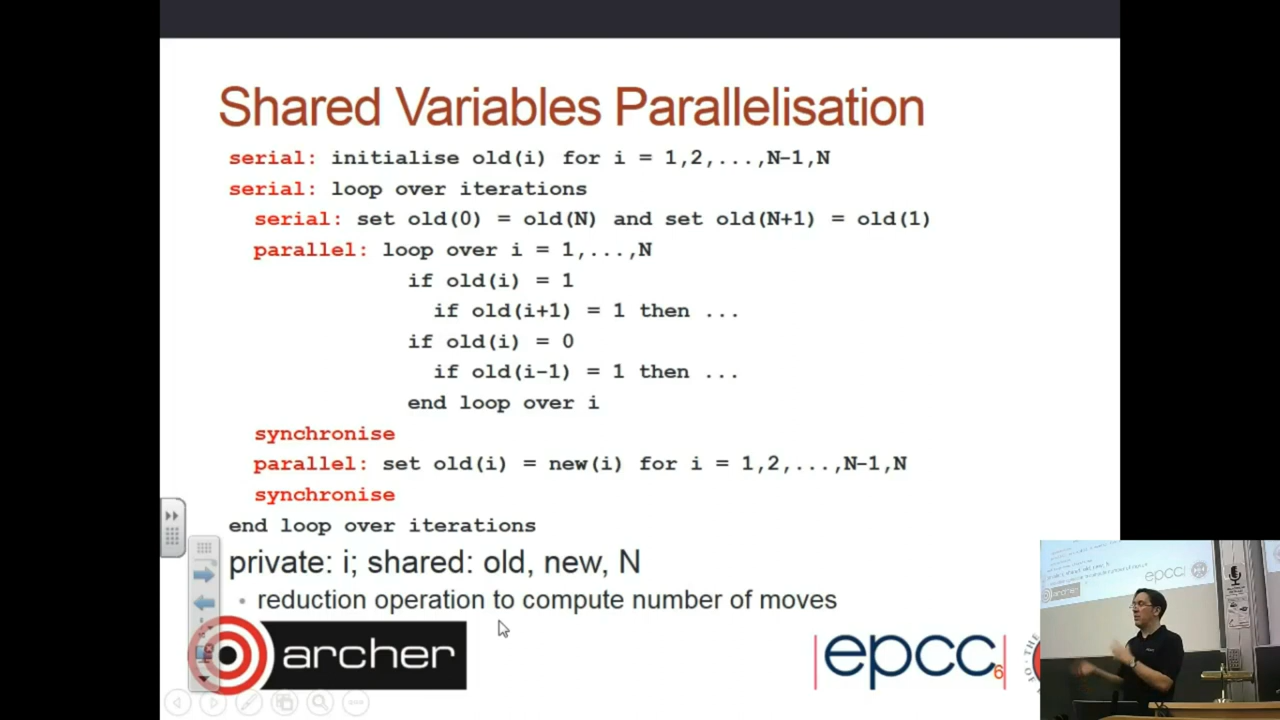 Shared Variables Parallelisation
serial: initialise old(i) for i = 1,2,...,N-1,N
serial: loop over iterations
serial: set old(0) = old(N) and set old(N+1) = old(1)
parallel: loop over i = 1,...,N
if old(i) = 1
if old(i+1) = 1 then ...
if old(i) = 0
if old(i-1) = 1 then ...
end loop over i
synchronise
parallel: set old(i) = new(i) for i = 1,2,...,N-1,N
synchronise
end loop over iterations
private: i; shared: old, new, N
• reduction operation to compute number of moves
archer
epcc
6
epcc